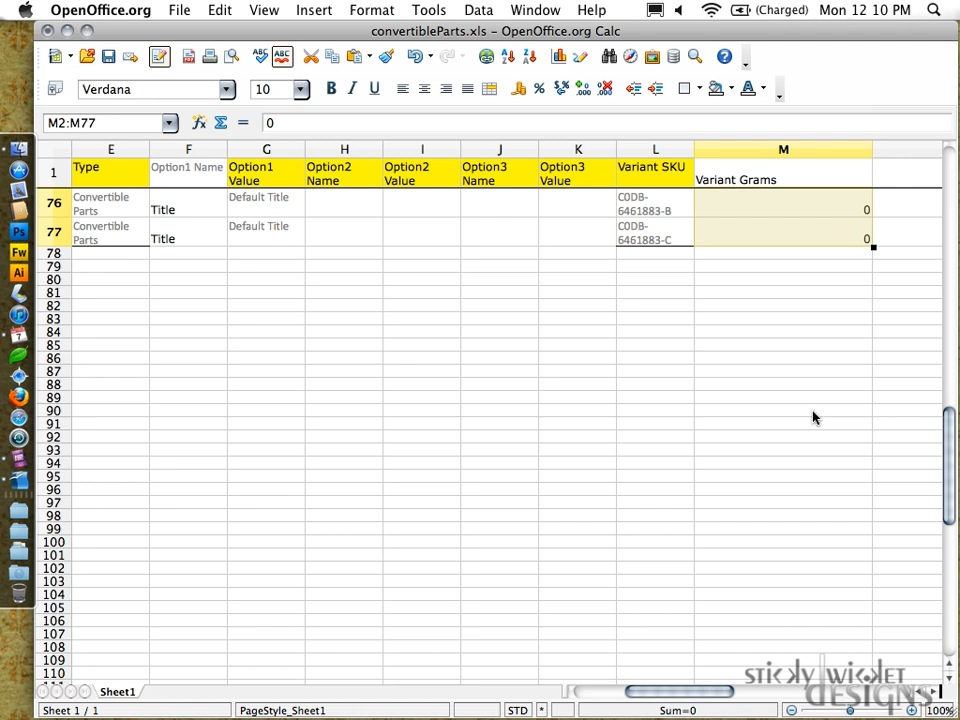 OpenOffice.org File Edit View Insert Format Tools Data Window Help (Charged) Mon 12 12:10 PM
convertibleParts.xls – OpenOffice.org Calc
Verdana 10 B I U
M2:M77 fx Σ = 0
E F G H I J K L M
1 Type Option1 Name Option1 Value Option2 Name Option2 Value Option3 Name Option3 Value Variant SKU Variant Grams
76 Convertible Parts Title Default Title C0DB-6461883-B 0
77 Convertible Parts Title Default Title C0DB-6461883-C 0
78
79
80
81
82
83
84
85
86
87
88
89
90
91
92
93
94
95
96
97
98
99
100
101
102
103
104
105
106
107
108
109
110
Sheet1
sticky wicket
DESIGNS
Sheet 1 / 1 PageStyle_Sheet1 STD * Sum=0 100%